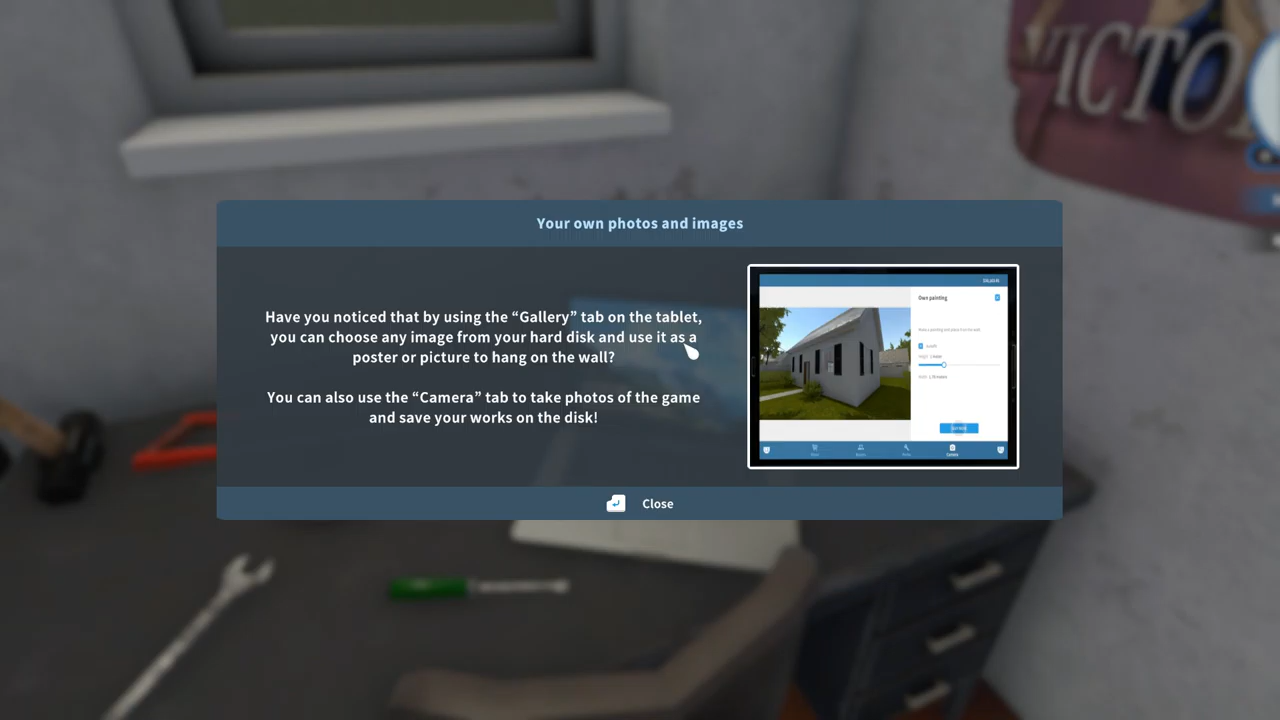 VICTO
Your own photos and images
Have you noticed that by using the “Gallery” tab on the tablet,
you can choose any image from your hard disk and use it as a
poster or picture to hang on the wall?
You can also use the “Camera” tab to take photos of the game
and save your works on the disk!
Own painting
Close